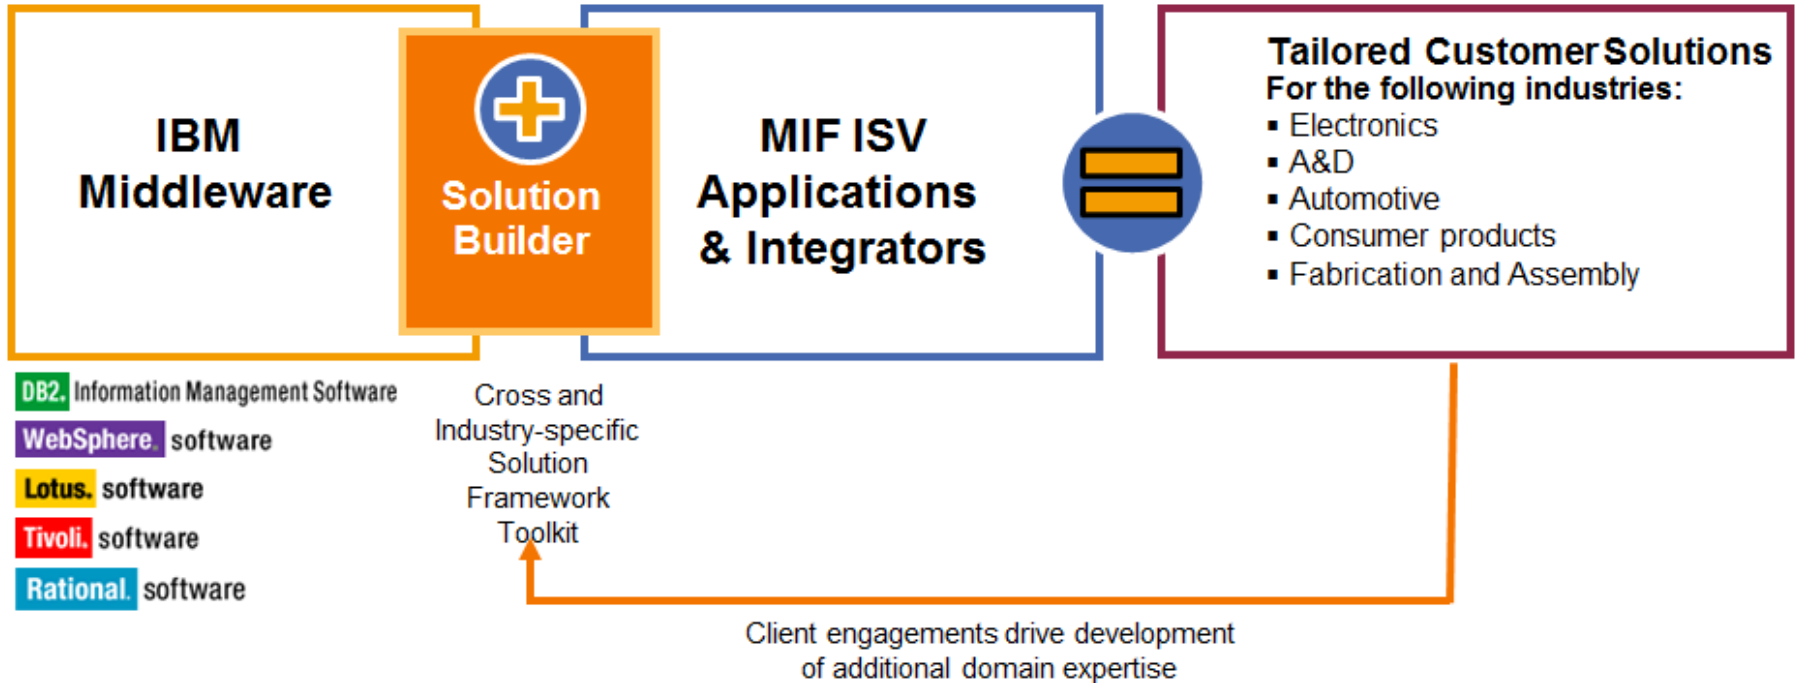 IBM
Middleware
Solution
Builder
MIF ISV
Applications
& Integrators
Tailored Customer Solutions
For the following industries:
▪ Electronics
▪ A&D
▪ Automotive
▪ Consumer products
▪ Fabrication and Assembly
DB2. Information Management Software
WebSphere. software
Lotus. software
Tivoli. software
Rational. software
Cross and
Industry-specific
Solution
Framework
Toolkit
Client engagements drive development
of additional domain expertise